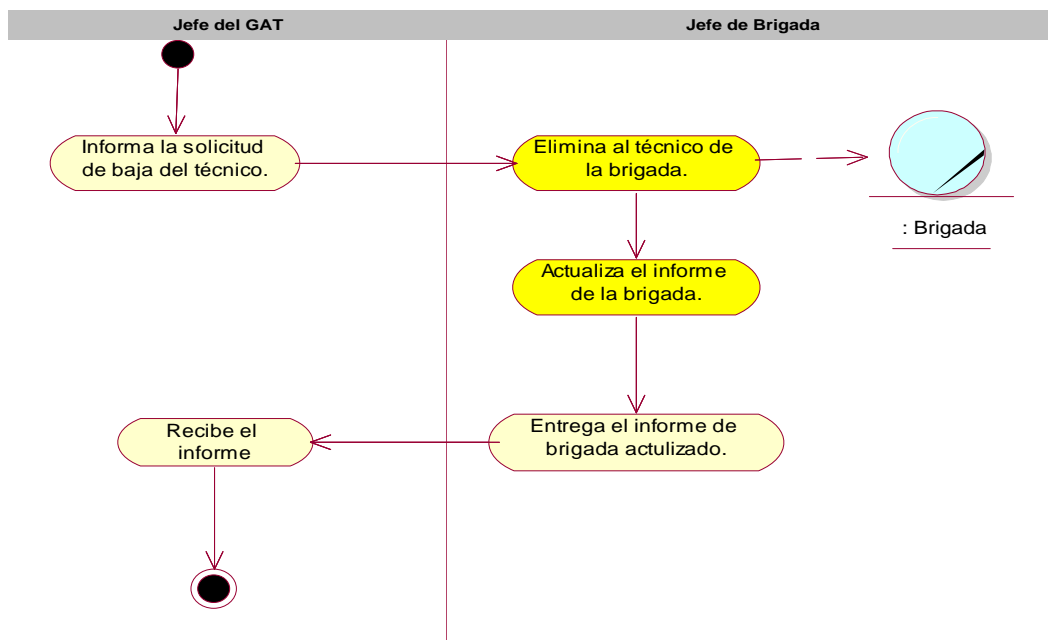 Jefe del GAT
Jefe de Brigada
Informa la solicitud
de baja del técnico.
Elimina al técnico de
la brigada.
: Brigada
Actualiza el informe
de la brigada.
Entrega el informe de
brigada actulizado.
Recibe el
informe